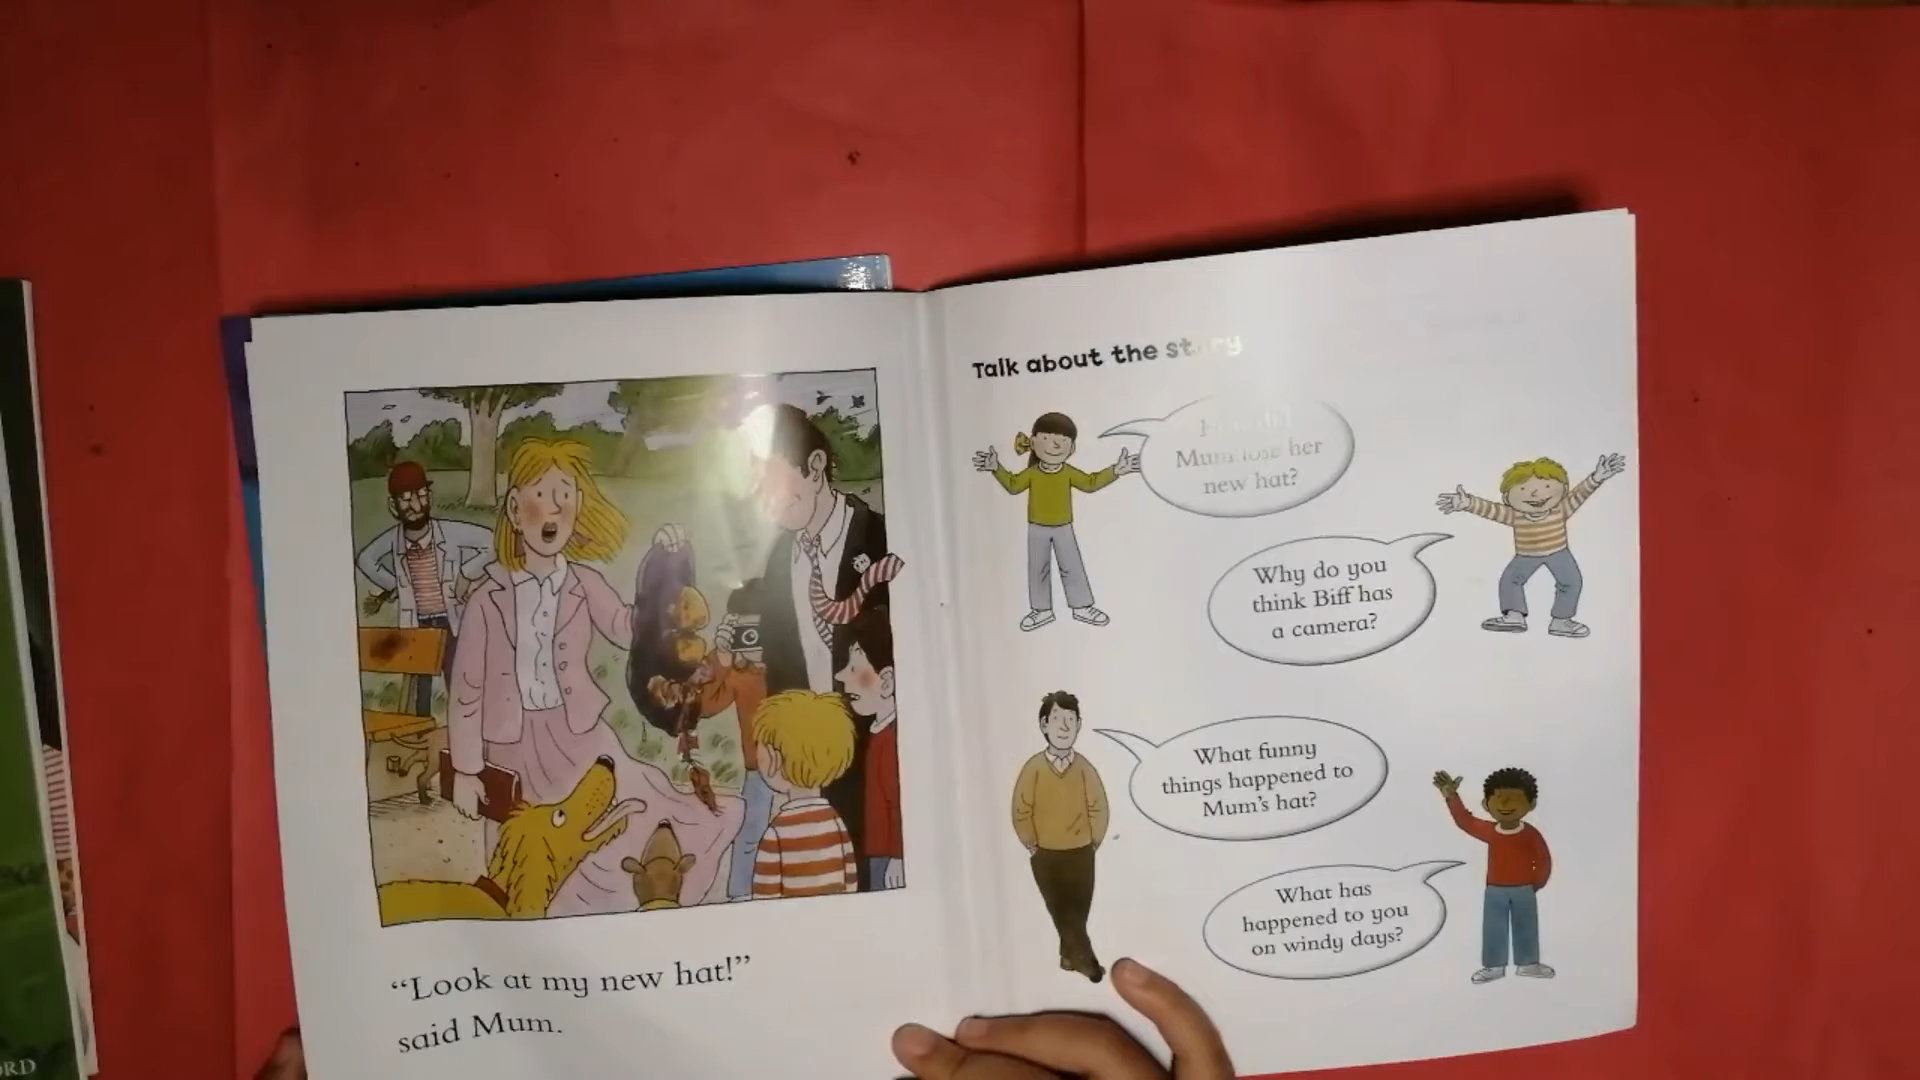 “Look at my new hat!”
said Mum.
Talk about the story
Mum lose her
new hat?
Why do you
think Biff has
a camera?
What funny
things happened to
Mum’s hat?
What has
happened to you
on windy days?